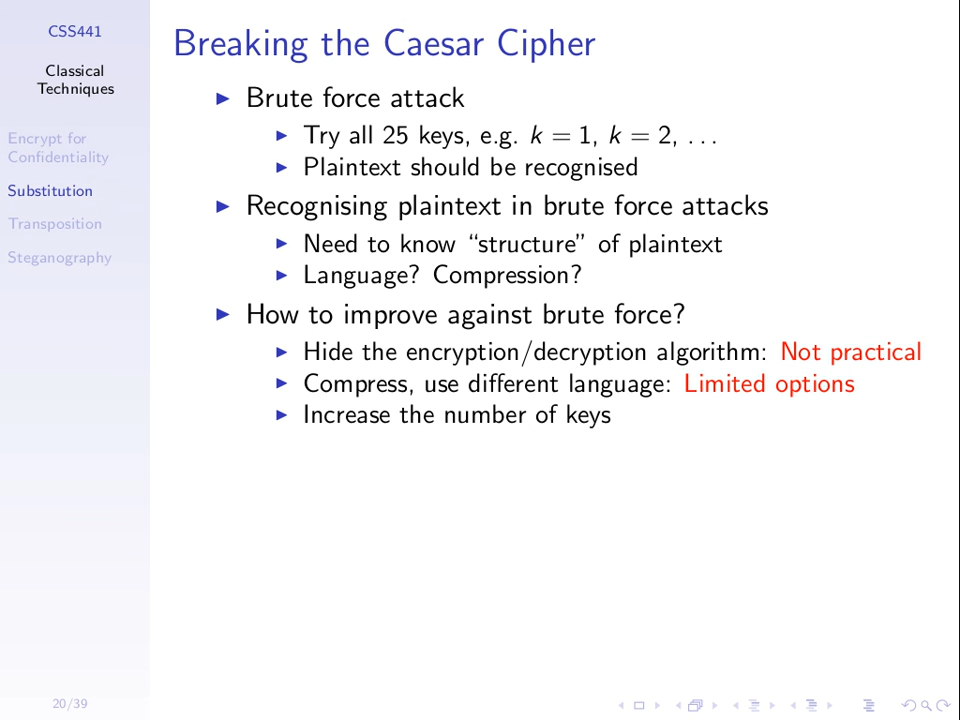 CSS441
Classical
Techniques
Encrypt for
Confidentiality
Substitution
Transposition
Steganography
20/39
Breaking the Caesar Cipher
Brute force attack
Try all 25 keys, e.g. k = 1, k = 2, . . .
Plaintext should be recognised
Recognising plaintext in brute force attacks
Need to know “structure” of plaintext
Language? Compression?
How to improve against brute force?
Hide the encryption/decryption algorithm: Not practical
Compress, use different language: Limited options
Increase the number of keys